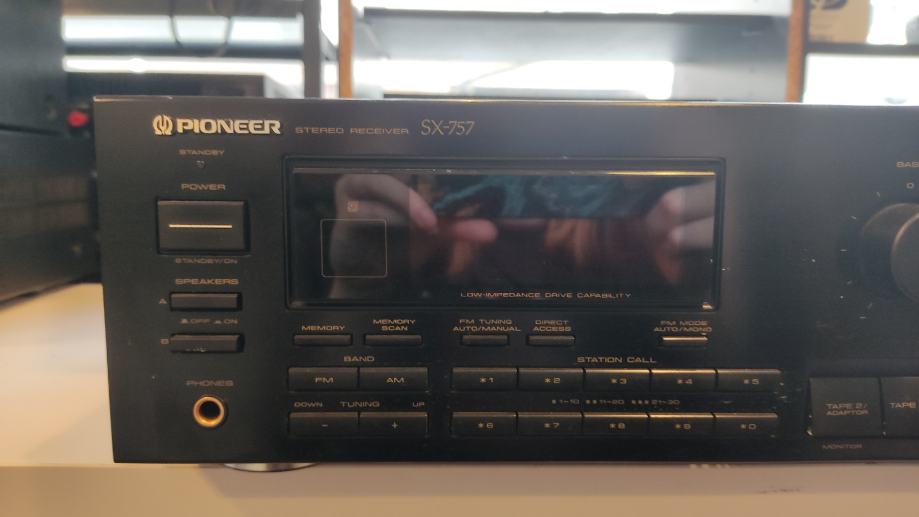 PIONEER STEREO RECEIVER SX-757
STANDBY
POWER
STANDBY/ON
SPEAKERS
A
OFF ON
B
PHONES
LOW-IMPEDANCE DRIVE CAPABILITY
MEMORY
MEMORY SCAN
FM TUNING AUTO/MANUAL
DIRECT ACCESS
FM MODE AUTO/MONO
BAND
FM AM
DOWN TUNING UP
- +
STATION CALL
*1 *2 *3 *4 *5
*1~10 **11~20 ***21~30
*6 *7 *8 *9 *0
BAS
0
TAPE 2/ ADAPTOR
TAPE
MONITOR